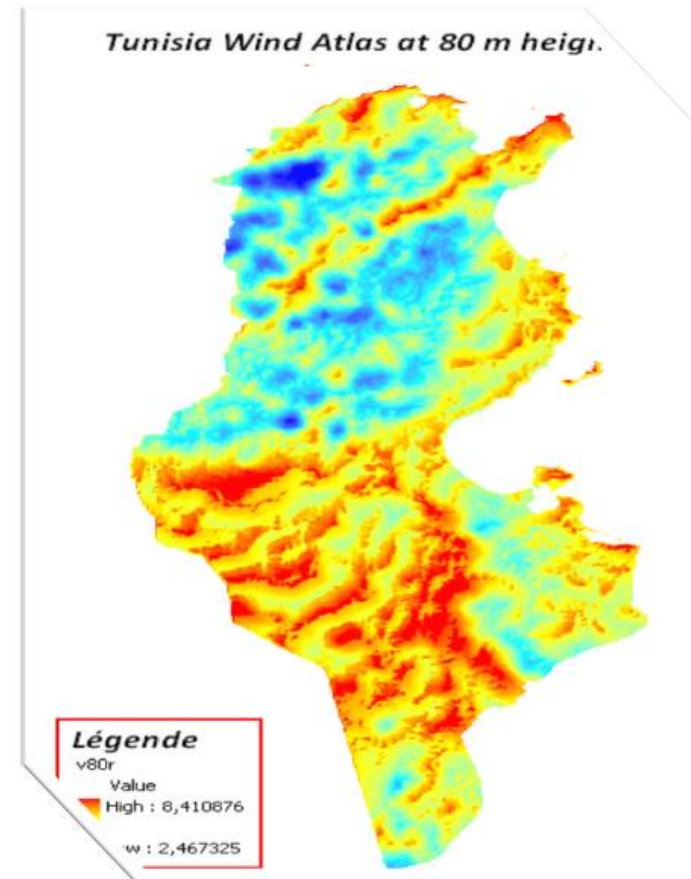 Tunisia Wind Atlas at 80 m
Légende
v80r
Value
High : 8,410876
: 2,467325